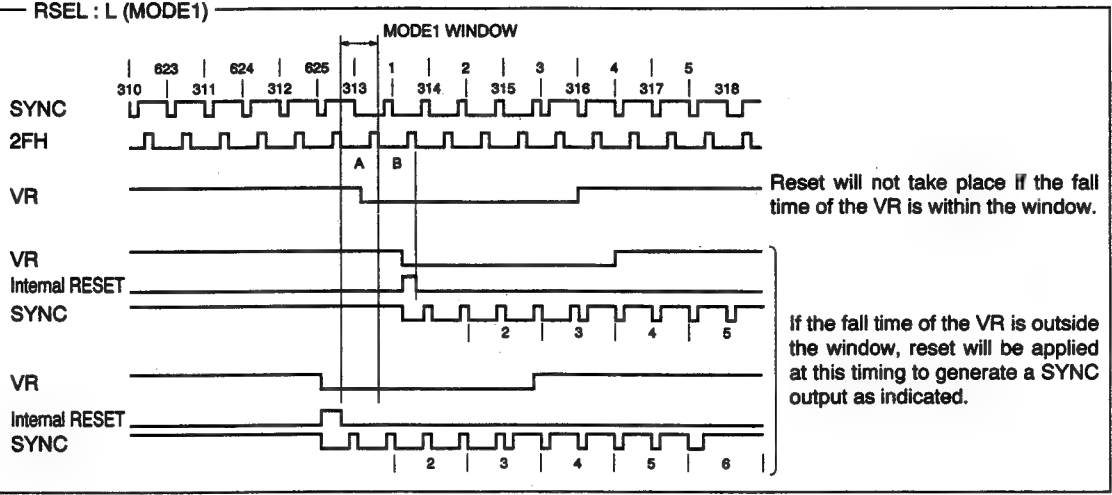 RSEL : L (MODE1)
MODE1 WINDOW
623 624 625 1 2 3 4 5
310 311 312 313 314 315 316 317 318
SYNC
2FH
A B
VR
Reset will not take place if the fall
time of the VR is within the window.
VR
Internal RESET
SYNC
2 3 4 5
If the fall time of the VR is outside
the window, reset will be applied
at this timing to generate a SYNC
output as indicated.
VR
Internal RESET
SYNC
2 3 4 5 6